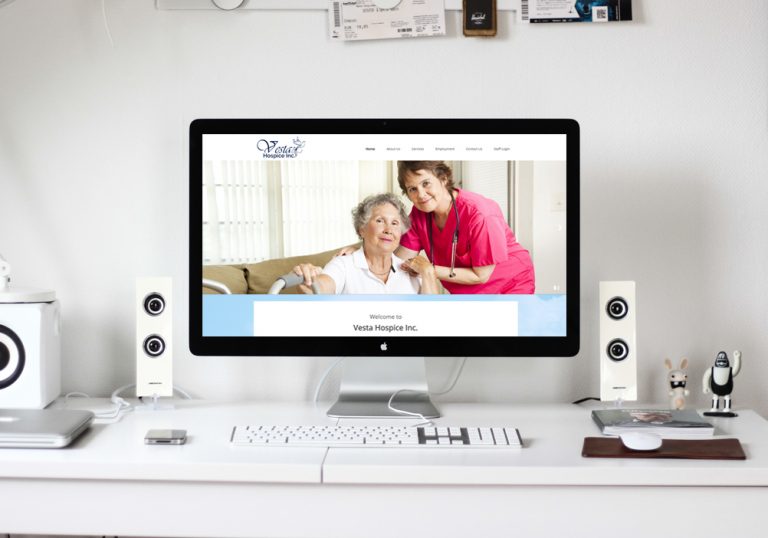 Vesta
Hospice Inc.
Home About Us Services Employment Contact Us Staff Login
Welcome to
Vesta Hospice Inc.